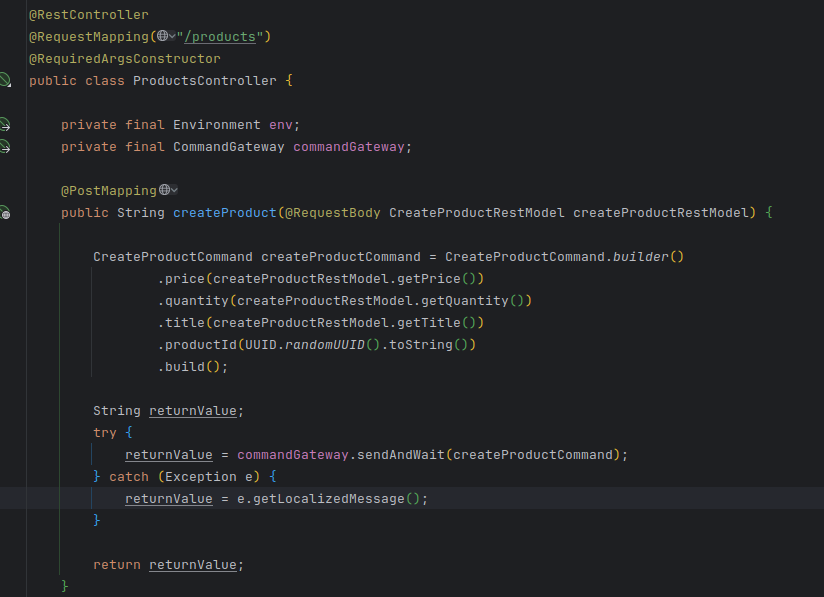 @RestController
@RequestMapping("/products")
@RequiredArgsConstructor
public class ProductsController {
private final Environment env;
private final CommandGateway commandGateway;
@PostMapping
public String createProduct(@RequestBody CreateProductRestModel createProductRestModel) {
CreateProductCommand createProductCommand = CreateProductCommand.builder()
.price(createProductRestModel.getPrice())
.quantity(createProductRestModel.getQuantity())
.title(createProductRestModel.getTitle())
.productId(UUID.randomUUID().toString())
.build();
String returnValue;
try {
returnValue = commandGateway.sendAndWait(createProductCommand);
} catch (Exception e) {
returnValue = e.getLocalizedMessage();
}
return returnValue;
}